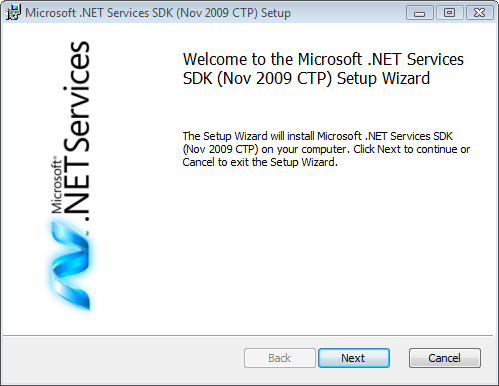 Microsoft .NET Services SDK (Nov 2009 CTP) Setup
Welcome to the Microsoft .NET Services
SDK (Nov 2009 CTP) Setup Wizard
The Setup Wizard will install Microsoft .NET Services SDK
(Nov 2009 CTP) on your computer. Click Next to continue or
Cancel to exit the Setup Wizard.
Microsoft®
.NET Services
™
Back
Next
Cancel